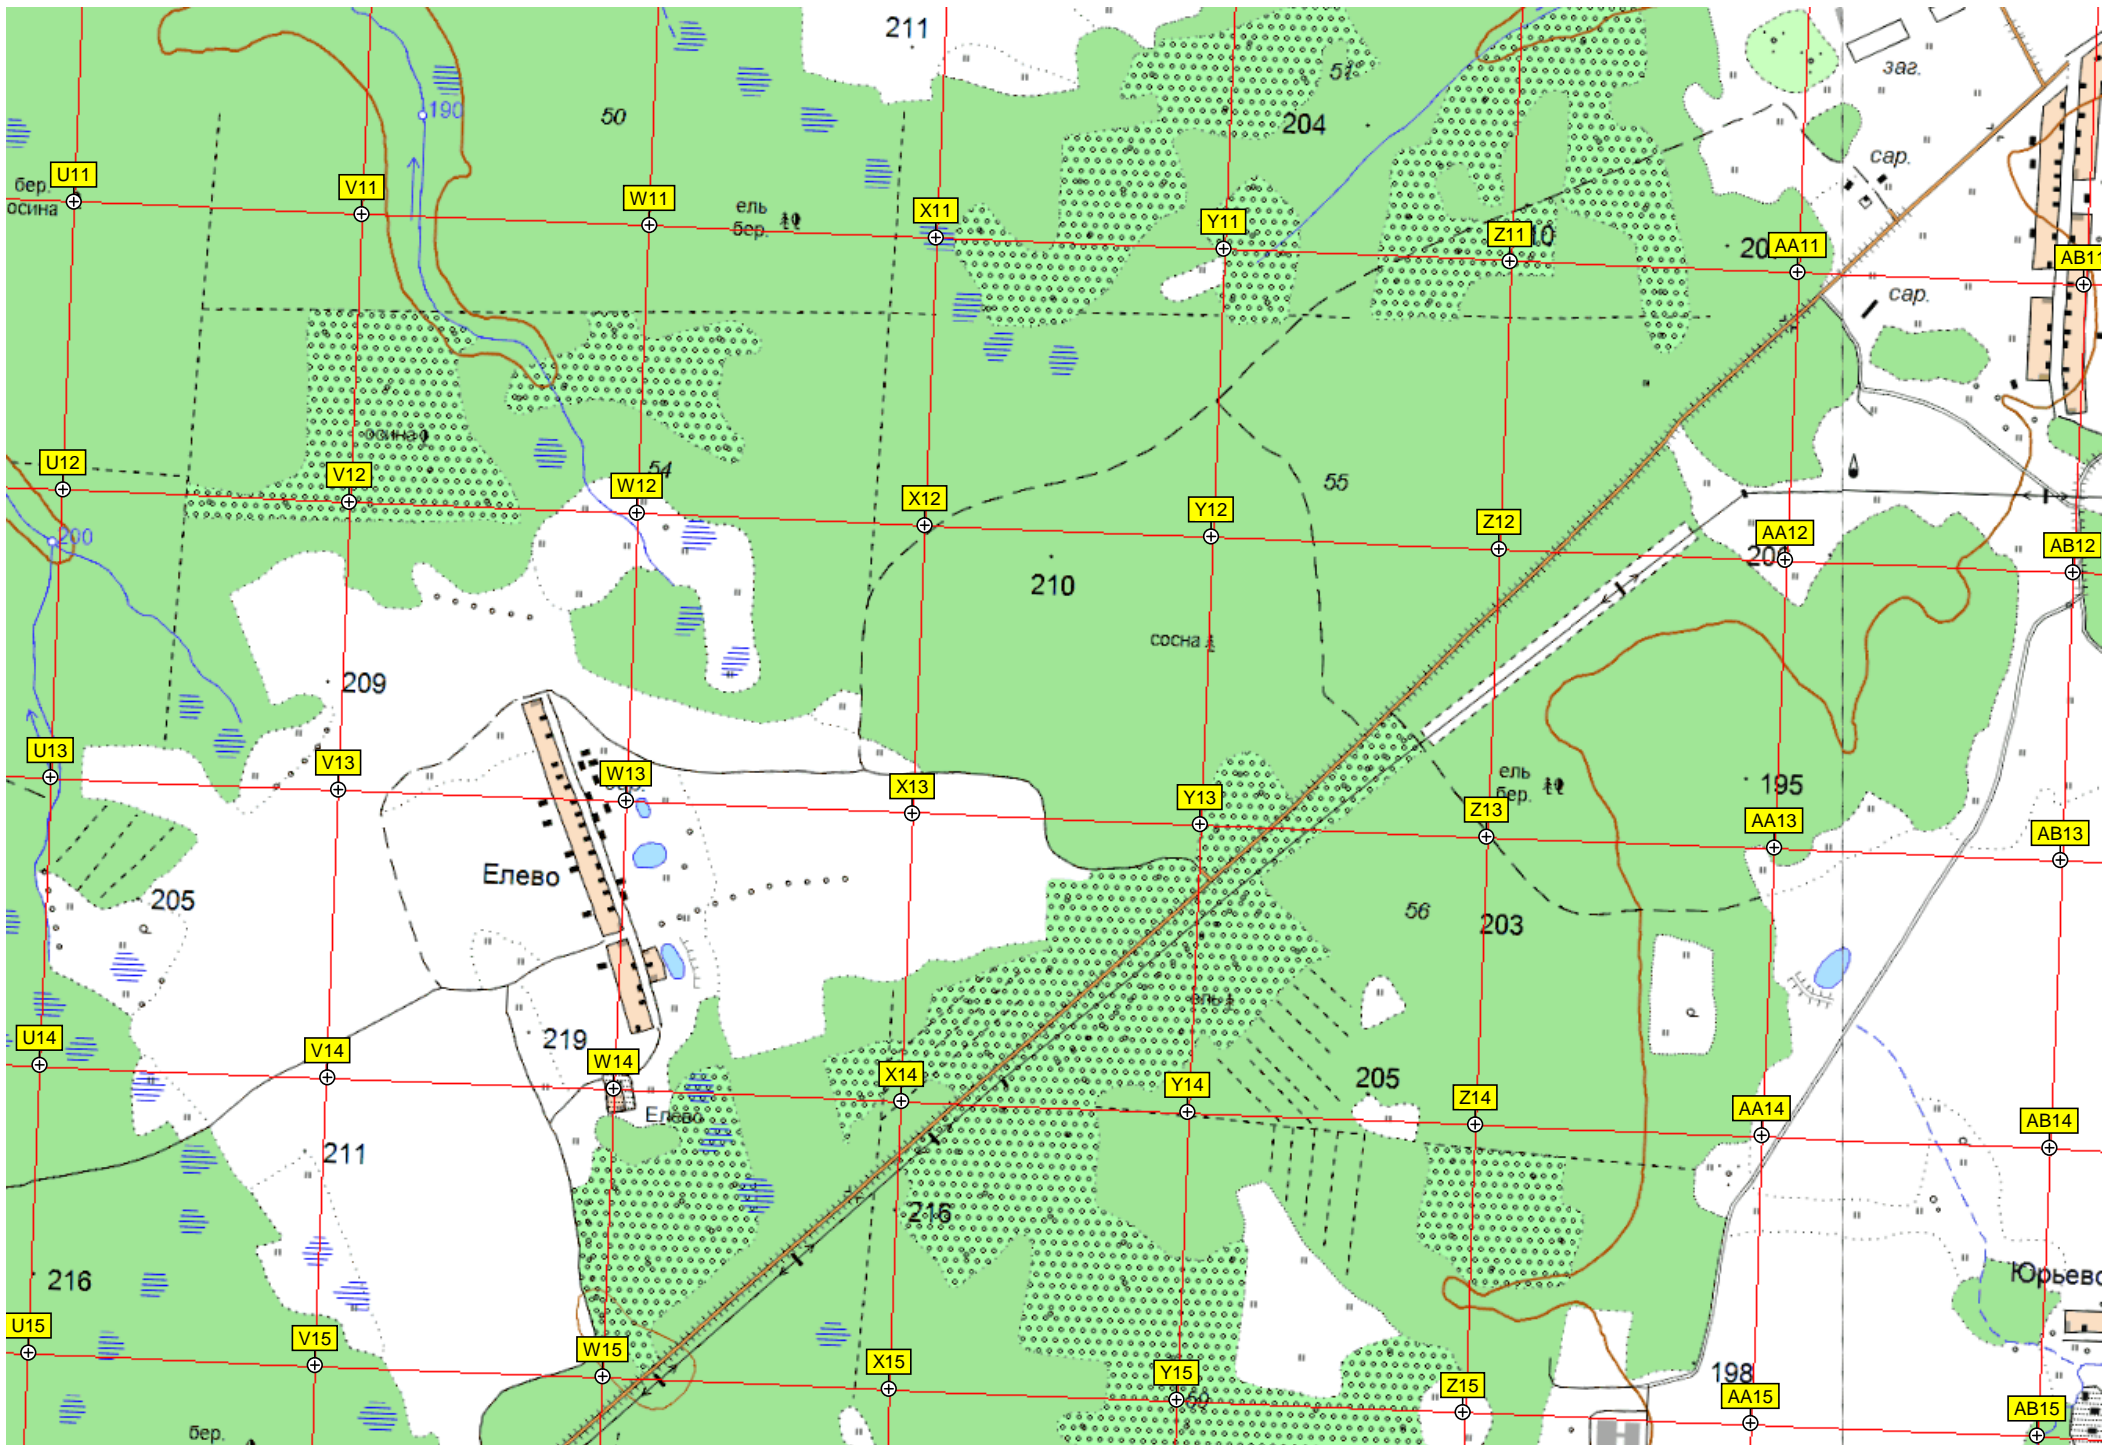 211
51
заг.
190
50
204
сар.
U11
бер.
осина
V11
W11
ель
бер.
X11
Y11
Z11
AA11
AB11
сар.
осина
U12
V12
54
W12
X12
Y12
55
Z12
AA12
AB12
200
210
сосна
209
U13
V13
W13
X13
Y13
ель
бер.
Z13
195
AA13
AB13
Елево
205
56
203
ель
219
U14
V14
W14
X14
Y14
205
Z14
AA14
AB14
Елево
211
216
216
Юрьево
U15
V15
W15
X15
Y15
Z15
198
AA15
AB15
бер.